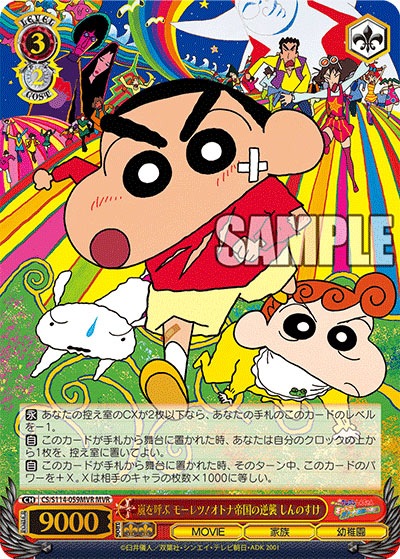 LEVEL
3
2
COST
SAMPLE
永 あなたの控え室のCXが2枚以下なら、あなたの手札のこのカードのレベル
を－1。
自 このカードが手札から舞台に置かれた時、あなたは自分のクロックの上か
ら1枚を、控え室に置いてよい。
自 このカードが手札から舞台に置かれた時、そのターン中、このカードのパ
ワーを＋X。Xは相手のキャラの枚数×1000に等しい。
CH CS/S114-059MVR MVR
嵐を呼ぶ モーレツ！オトナ帝国の逆襲 しんのすけ
9000
MOVIE
家族
幼稚園
©臼井儀人／双葉社・シンエイ・テレビ朝日・ADK 2001